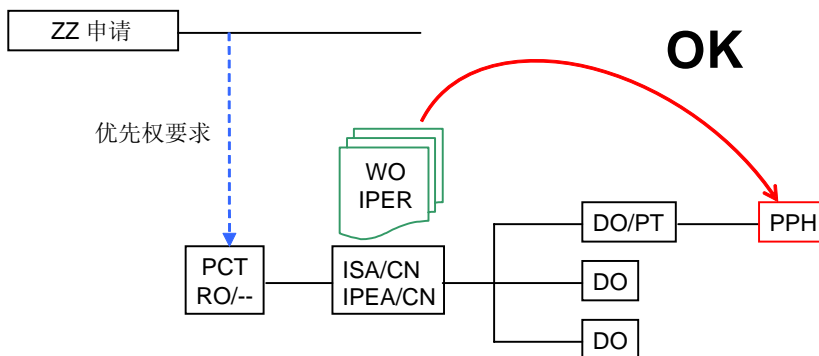 ZZ 申请
OK
优先权要求
WO
IPER
DO/PT
PPH
PCT
RO/--
ISA/CN
IPEA/CN
DO
DO